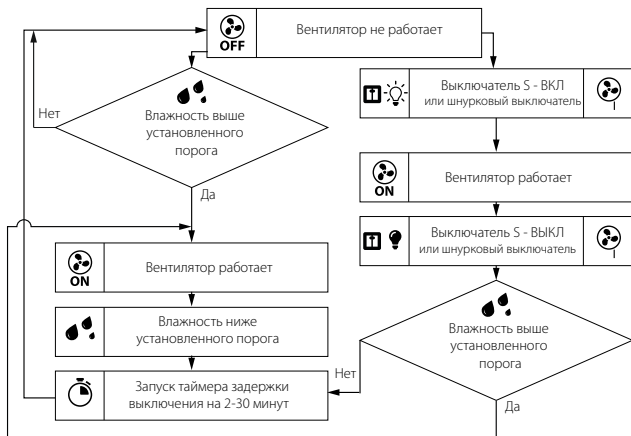 OFF
Вентилятор не работает
Влажность выше
установленного
порога
Нет
Да
ON
Вентилятор работает
Влажность ниже
установленного порога
Запуск таймера задержки
выключения на 2-30 минут
Выключатель S - ВКЛ
или шнурковый выключатель
ON
Вентилятор работает
Выключатель S - ВЫКЛ
или шнурковый выключатель
Влажность выше
установленного
порога
Нет
Да